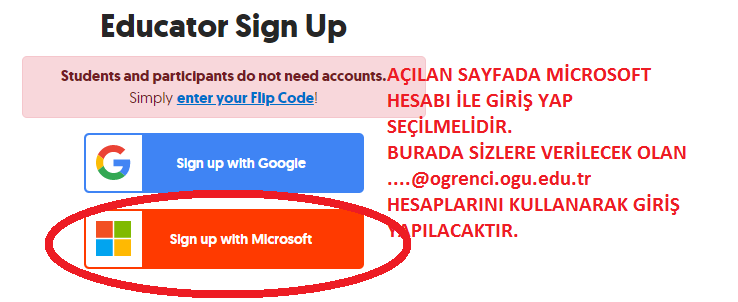 Educator Sign Up
Students and participants do not need accounts.
Simply enter your Flip Code!
Sign up with Google
Sign up with Microsoft
AÇILAN SAYFADA MİCROSOFT
HESABI İLE GİRİŞ YAP
SEÇİLMELİDİR.
BURADA SİZLERE VERİLECEK OLAN
....@ogrenci.ogu.edu.tr
HESAPLARINI KULLANARAK GİRİŞ
YAPILACAKTIR.